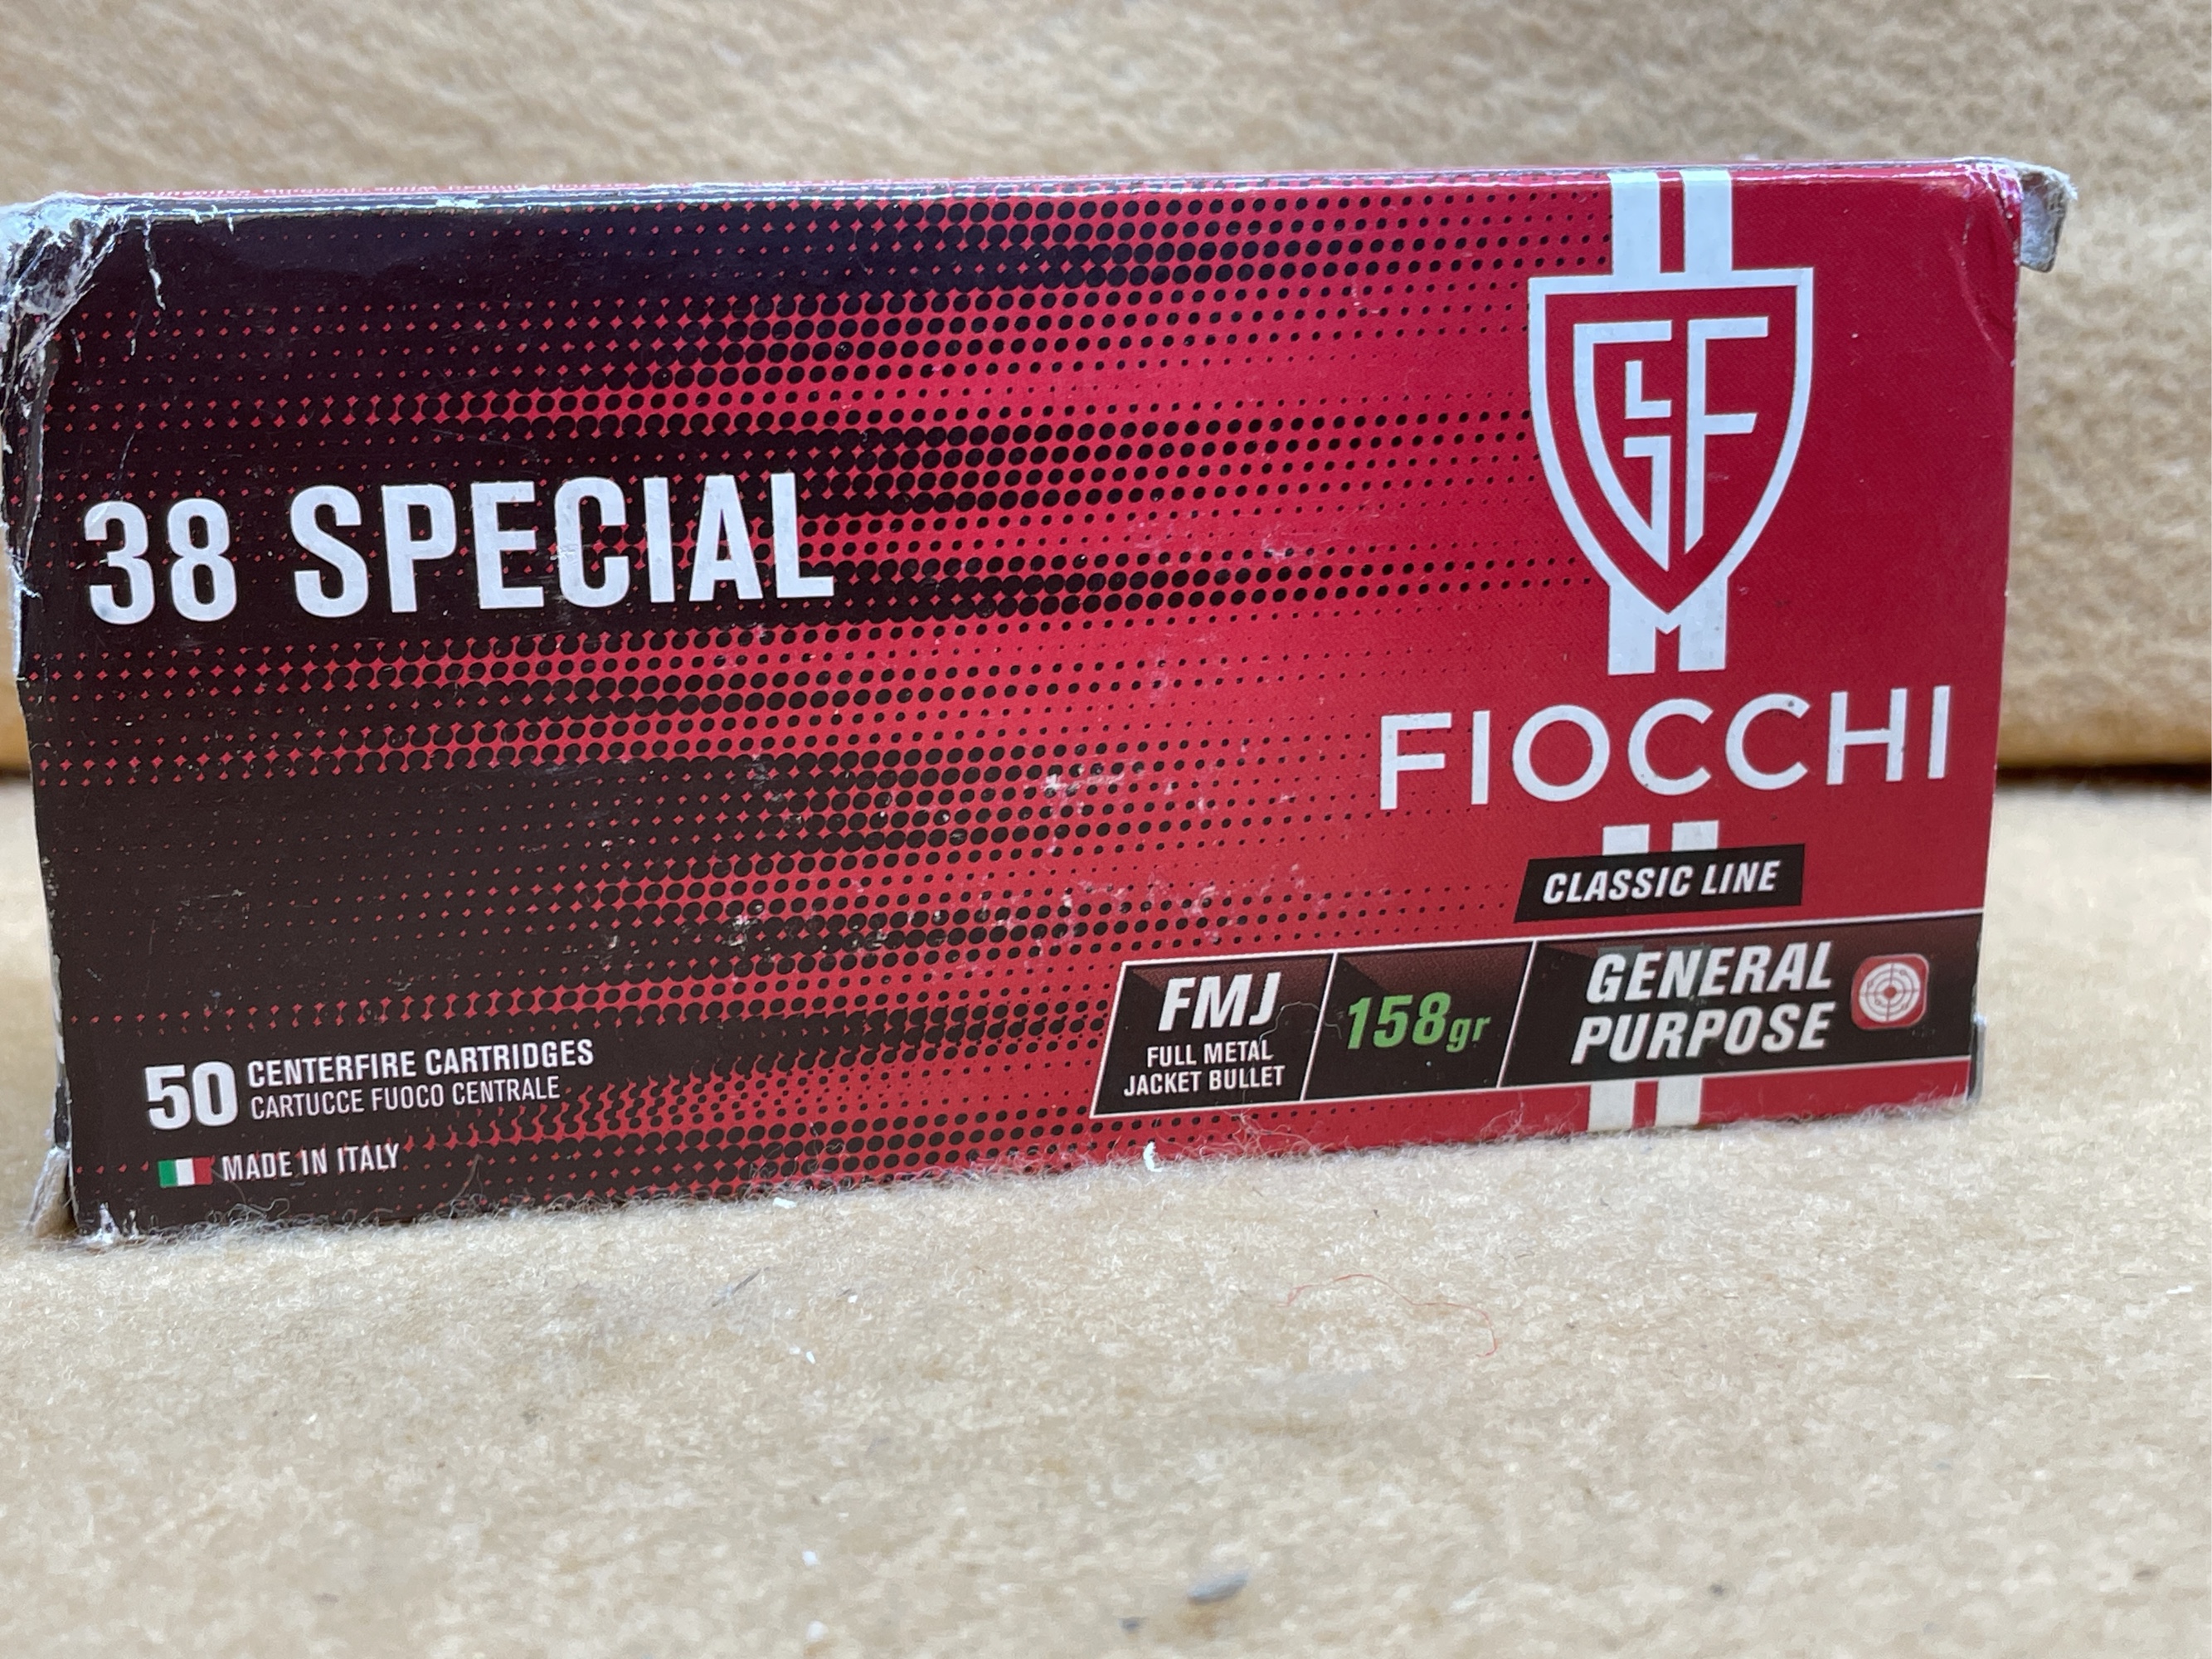 38 SPECIAL
GFL
FIOCCHI
CLASSIC LINE
FMJ
FULL METAL
JACKET BULLET
158gr
GENERAL
PURPOSE
50 CENTERFIRE CARTRIDGES
CARTUCCE FUOCO CENTRALE
MADE IN ITALY